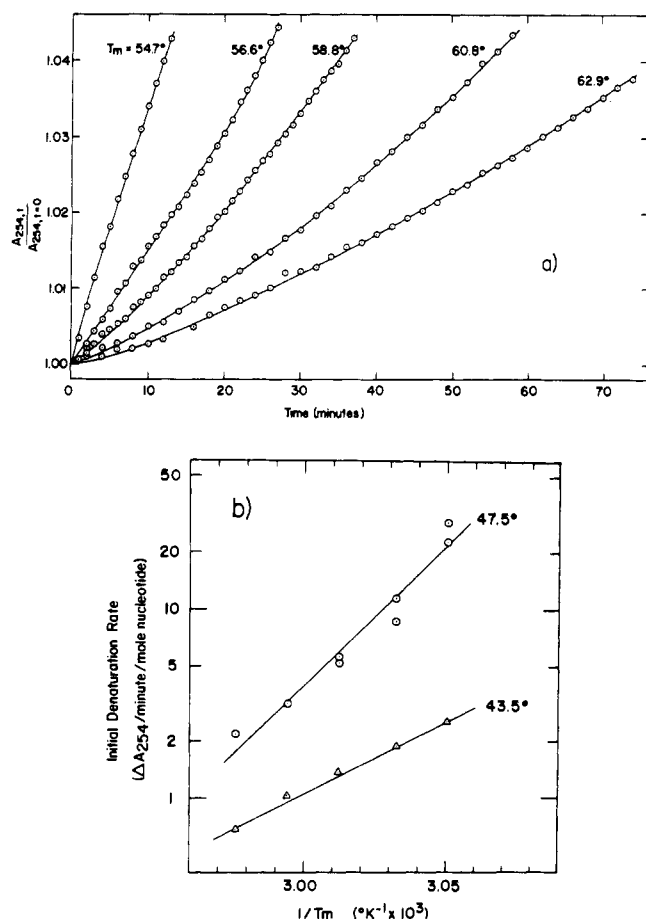 1.04
1.03
1.02
1.01
1.00
A254,t
A254,t=0
Tm = 54.7°
56.6°
58.8°
60.8°
62.9°
a)
0 10 20 30 40 50 60 70
Time (minutes)
b)
50
20
10
5
2
1
Initial Denaturation Rate
(ΔA254/minute/mole nucleotide)
47.5°
43.5°
3.00 3.05
1/Tm (°K⁻¹ x 10³)